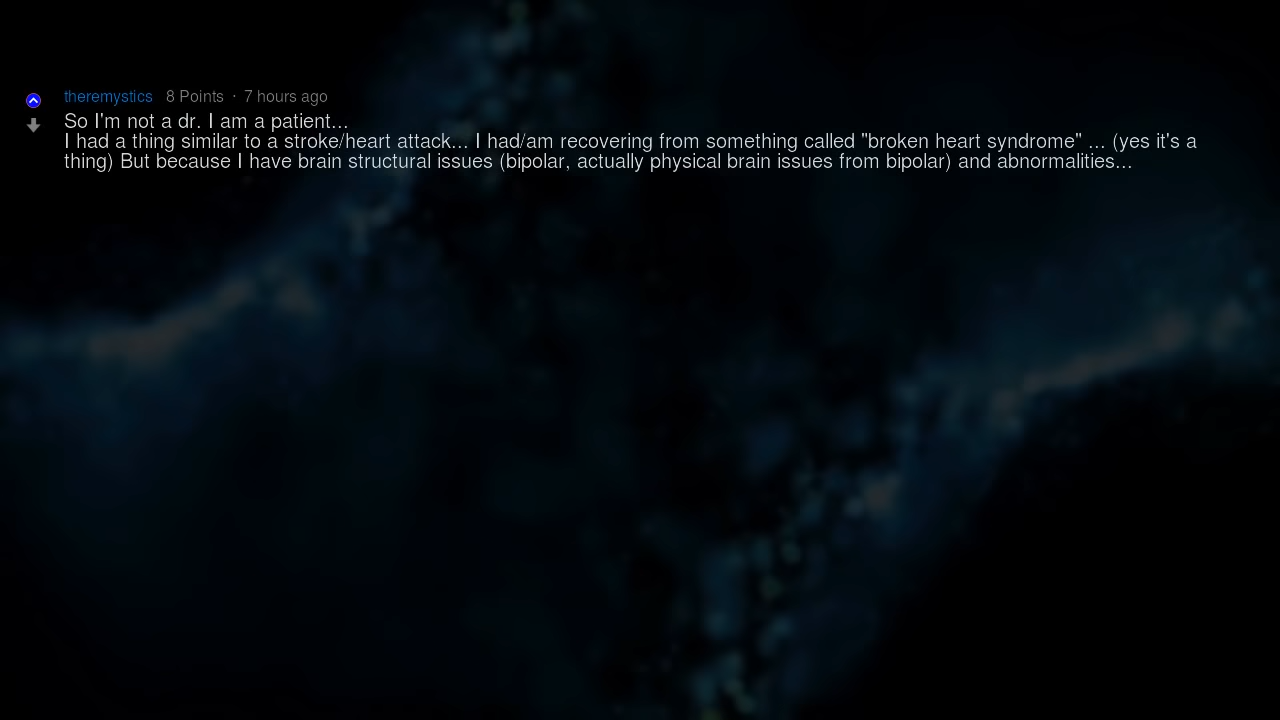 theremystics 8 Points · 7 hours ago
So I'm not a dr. I am a patient...
I had a thing similar to a stroke/heart attack... I had/am recovering from something called "broken heart syndrome" ... (yes it's a
thing) But because I have brain structural issues (bipolar, actually physical brain issues from bipolar) and abnormalities...